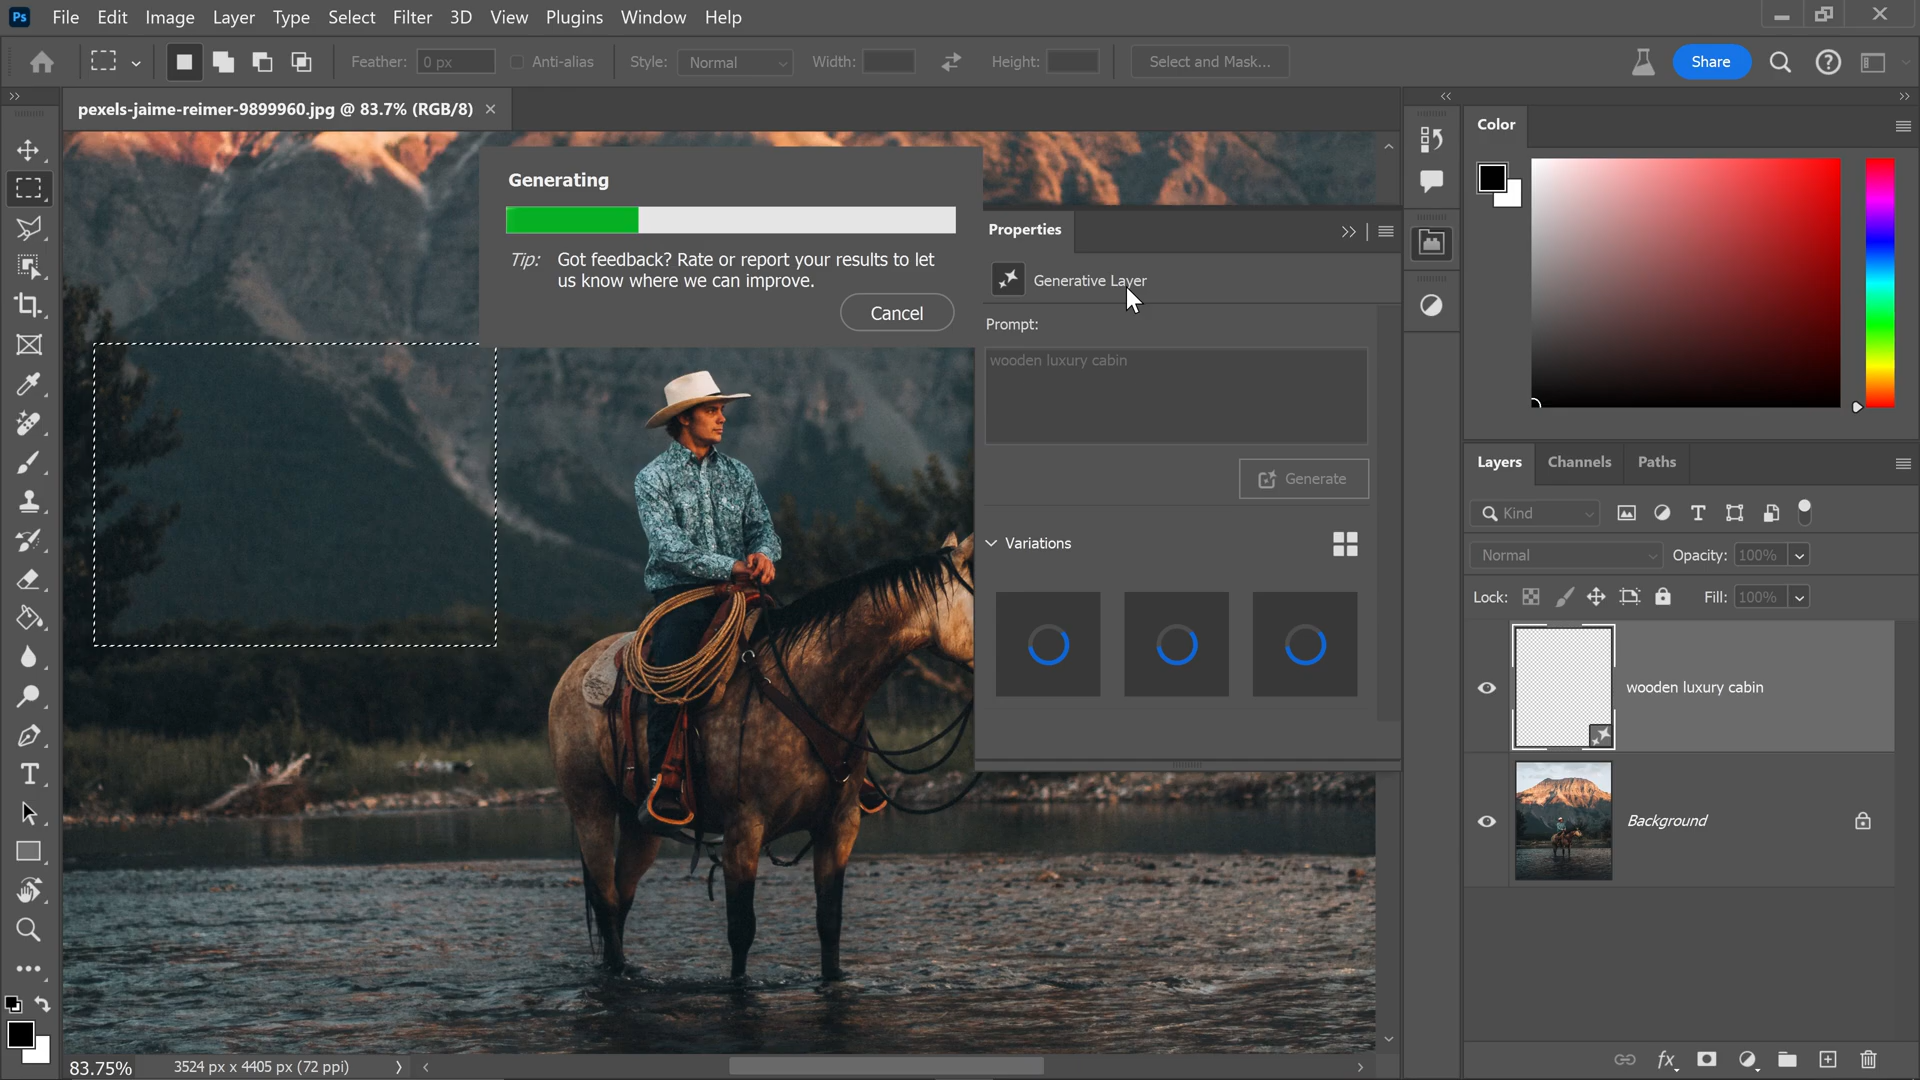 Ps File Edit Image Layer Type Select Filter 3D View Plugins Window Help
Feather: 0 px Anti-alias Style: Normal Width: Height: Select and Mask... Share
pexels-jaime-reimer-9899960.jpg @ 83.7% (RGB/8)
Generating
Tip: Got feedback? Rate or report your results to let
us know where we can improve.
Cancel
Properties
Generative Layer
Prompt:
wooden luxury cabin
Generate
Variations
Color
Layers Channels Paths
Kind
Normal Opacity: 100%
Lock: Fill: 100%
wooden luxury cabin
Background
83.75% 3524 px x 4405 px (72 ppi)